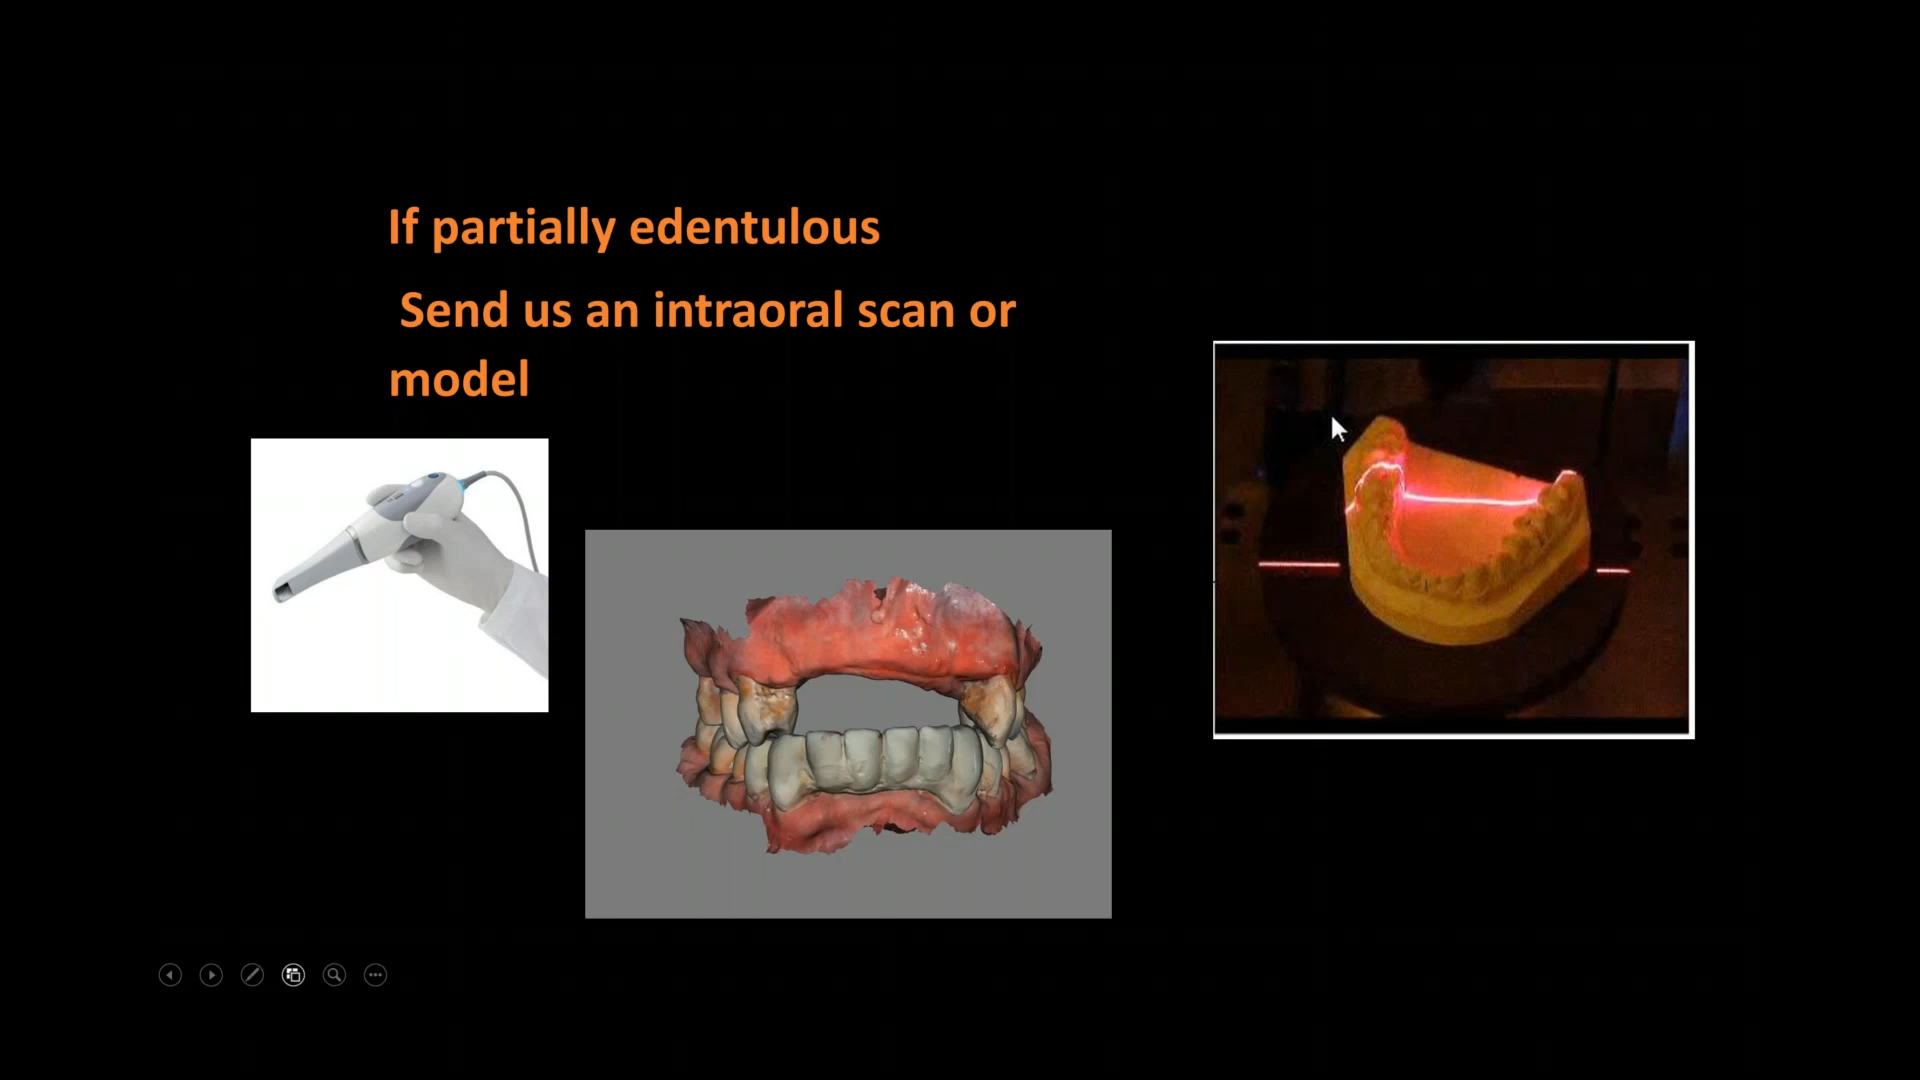 If partially edentulous
Send us an intraoral scan or
model